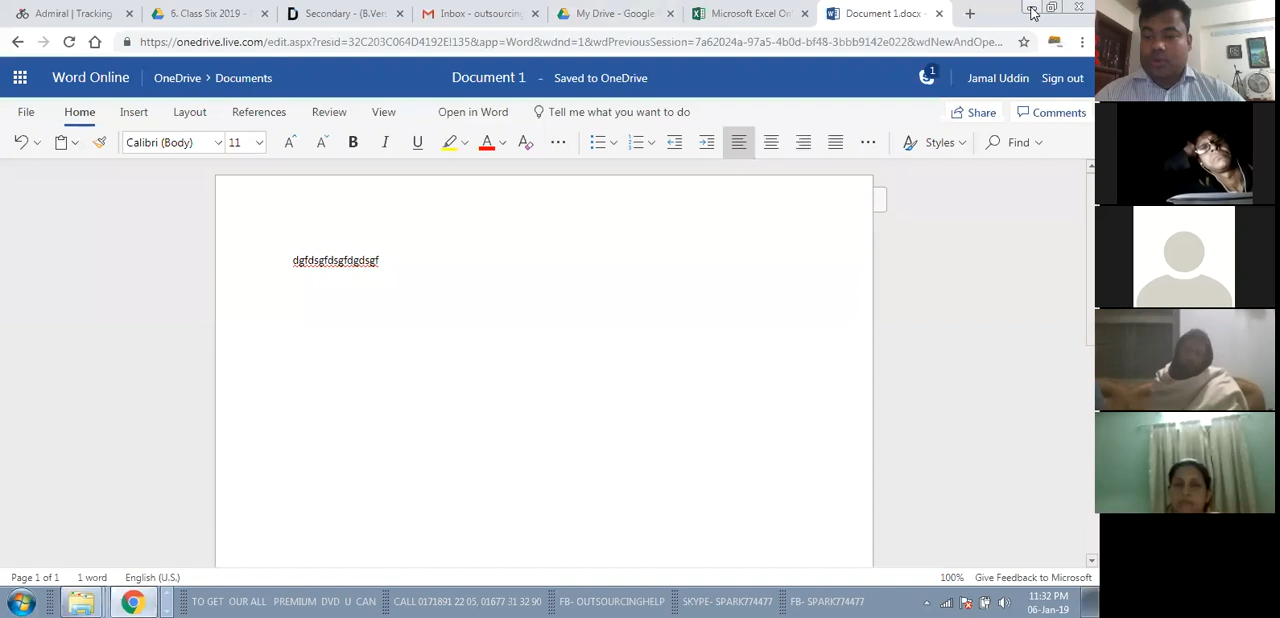 Admiral | Tracking
6. Class Six 2019 -
Secondary - (B.Ver
Inbox - outsourcing
My Drive - Google
Microsoft Excel On
Document 1.docx -
https://onedrive.live.com/edit.aspx?resid=32C203C064D4192E!135&app=Word&wdnd=1&wdPreviousSession=7a62024a-97a5-4b0d-bf48-3bbb9142e022&wdNewAndOpe...
Word Online OneDrive > Documents Document 1 - Saved to OneDrive 1 Jamal Uddin Sign out
File Home Insert Layout References Review View Open in Word Tell me what you want to do Share Comments
Calibri (Body) 11 B I U A Styles Find
dgfdsgfdsgfdgdsgf
Page 1 of 1 1 word English (U.S.) 100% Give Feedback to Microsoft
TO GET OUR ALL PREMIUM DVD U CAN CALL 0171891 22 05, 01677 31 32 90 FB- OUTSOURCINGHELP SKYPE- SPARK774477 FB- SPARK774477 11:32 PM
06-Jan-19